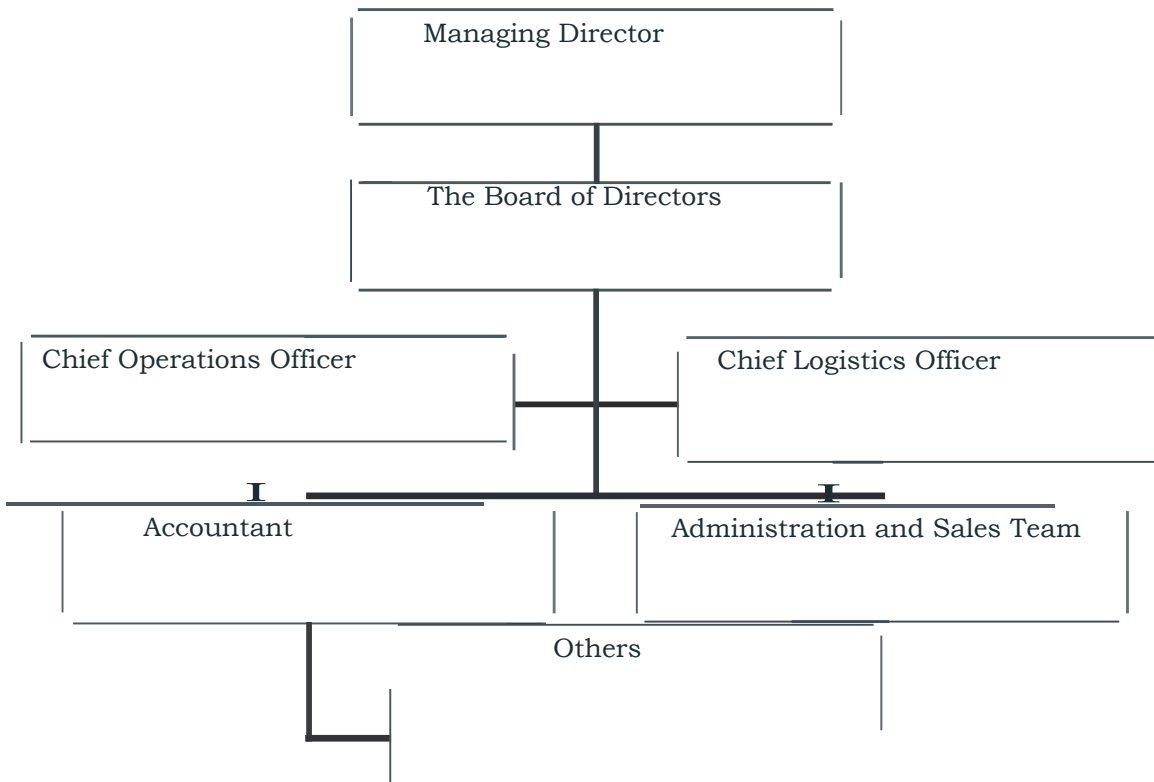 Managing Director
The Board of Directors
Chief Operations Officer
Chief Logistics Officer
I
I
Accountant
Administration and Sales Team
Others